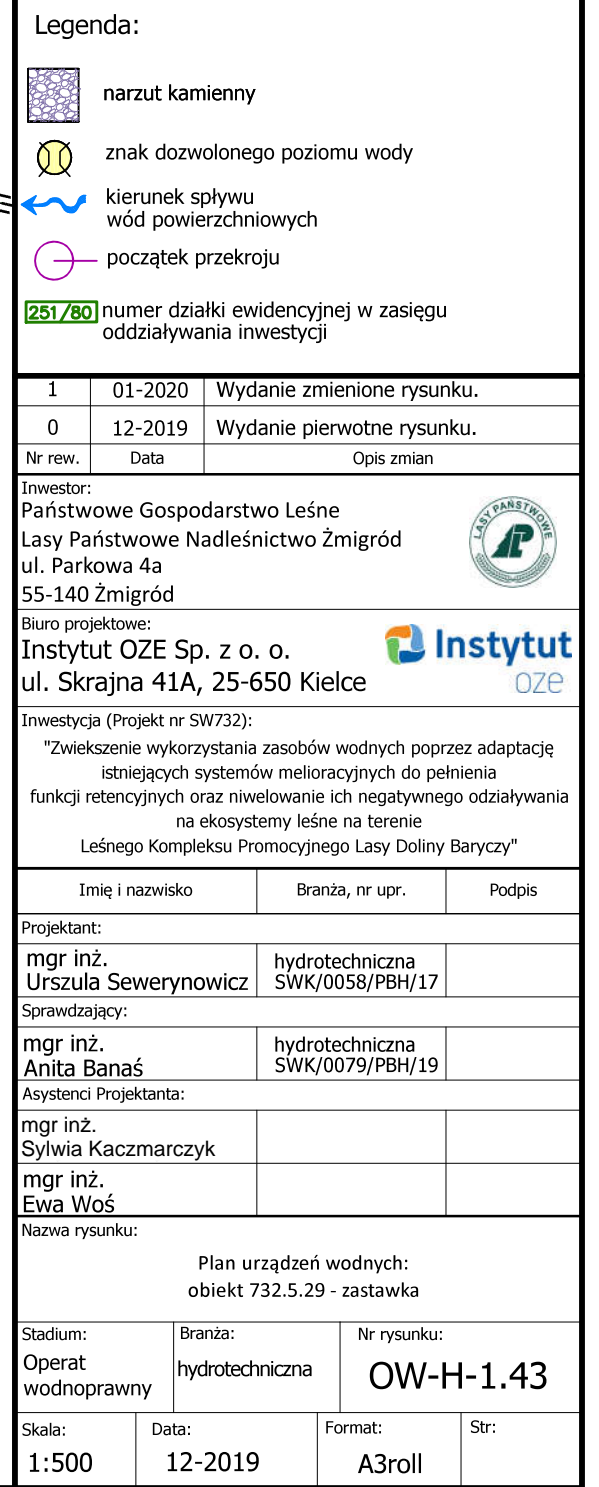 Legenda:
narzut kamienny
znak dozwolonego poziomu wody
kierunek spływu
wód powierzchniowych
początek przekroju
251/80 numer działki ewidencyjnej w zasięgu
oddziaływania inwestycji
1 01-2020 Wydanie zmienione rysunku.
0 12-2019 Wydanie pierwotne rysunku.
Nr rew. Data Opis zmian
Inwestor:
Państwowe Gospodarstwo Leśne
Lasy Państwowe Nadleśnictwo Żmigród
ul. Parkowa 4a
55-140 Żmigród
LASY PAŃSTWOWE
Biuro projektowe:
Instytut OZE Sp. z o. o.
ul. Skrajna 41A, 25-650 Kielce
Instytut
oze
Inwestycja (Projekt nr SW732):
"Zwiekszenie wykorzystania zasobów wodnych poprzez adaptację
istniejących systemów melioracyjnych do pełnienia
funkcji retencyjnych oraz niwelowanie ich negatywnego odziaływania
na ekosystemy leśne na terenie
Leśnego Kompleksu Promocyjnego Lasy Doliny Baryczy"
Imię i nazwisko Branża, nr upr. Podpis
Projektant:
mgr inż.
Urszula Sewerynowicz
hydrotechniczna
SWK/0058/PBH/17
Sprawdzający:
mgr inż.
Anita Banaś
hydrotechniczna
SWK/0079/PBH/19
Asystenci Projektanta:
mgr inż.
Sylwia Kaczmarczyk
mgr inż.
Ewa Woś
Nazwa rysunku:
Plan urządzeń wodnych:
obiekt 732.5.29 - zastawka
Stadium:
Operat
wodnoprawny
Branża:
hydrotechniczna
Nr rysunku:
OW-H-1.43
Skala:
1:500
Data:
12-2019
Format:
A3roll
Str: